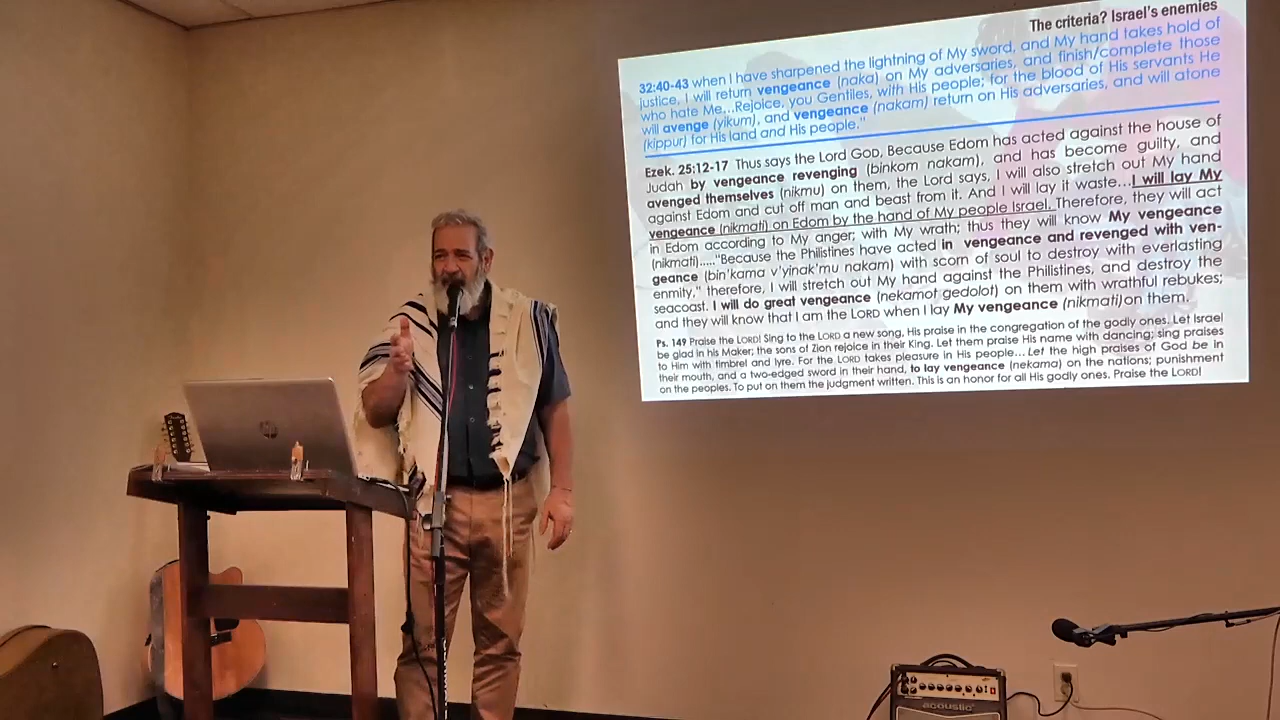 The criteria? Israel's enemies
32:40-43 when I have sharpened the lightning of My sword, and My hand takes hold of
justice, I will return vengeance (naka) on My adversaries, and finish/complete those
who hate Me...Rejoice, you Gentiles, with His people; for the blood of His servants He
will avenge (yikum), and vengeance (nakam) return on His adversaries, and will atone
(kippur) for His land and His people."
Ezek. 25:12-17 Thus says the Lord GOD, Because Edom has acted against the house of
Judah by vengeance revenging (binkom nakam), and has become guilty, and
avenged themselves (nikmu) on them, the Lord says, I will also stretch out My hand
against Edom and cut off man and beast from it. And I will lay it waste...I will lay My
vengeance (nikmati) on Edom by the hand of My people Israel. Therefore, they will act
in Edom according to My anger; with My wrath; thus they will know My vengeance
(nikmati)....."Because the Philistines have acted in vengeance and revenged with ven-
geance (bin'kama v'yinak'mu nakam) with scorn of soul to destroy with everlasting
enmity," therefore, I will stretch out My hand against the Philistines, and destroy the
seacoast. I will do great vengeance (nekamot gedolot) on them with wrathful rebukes;
and they will know that I am the LORD when I lay My vengeance (nikmati)on them.
Ps. 149 Praise the LORD! Sing to the LORD a new song, His praise in the congregation of the godly ones. Let Israel
be glad in his Maker; the sons of Zion rejoice in their King. Let them praise His name with dancing; sing praises
to Him with timbrel and lyre. For the LORD takes pleasure in His people... Let the high praises of God be in
their mouth, and a two-edged sword in their hand, to lay vengeance (nekama) on the nations; punishment
on the peoples. To put on them the judgment written. This is an honor for all His godly ones. Praise the LORD!
hp
acoustic